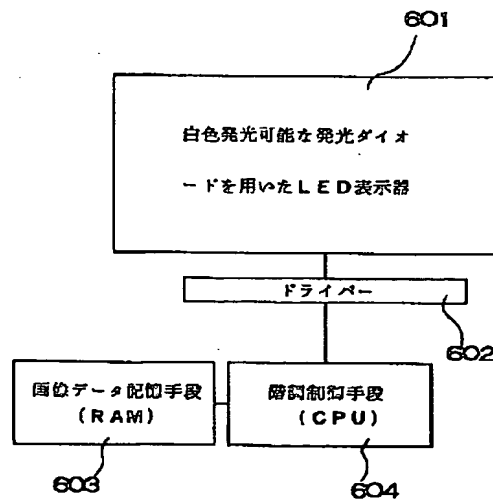 601
白色発光可能な発光ダイオ
ードを用いたLED表示器
ドライバー
602
画像データ記憶手段
(RAM)
階調制御手段
(CPU)
603
604